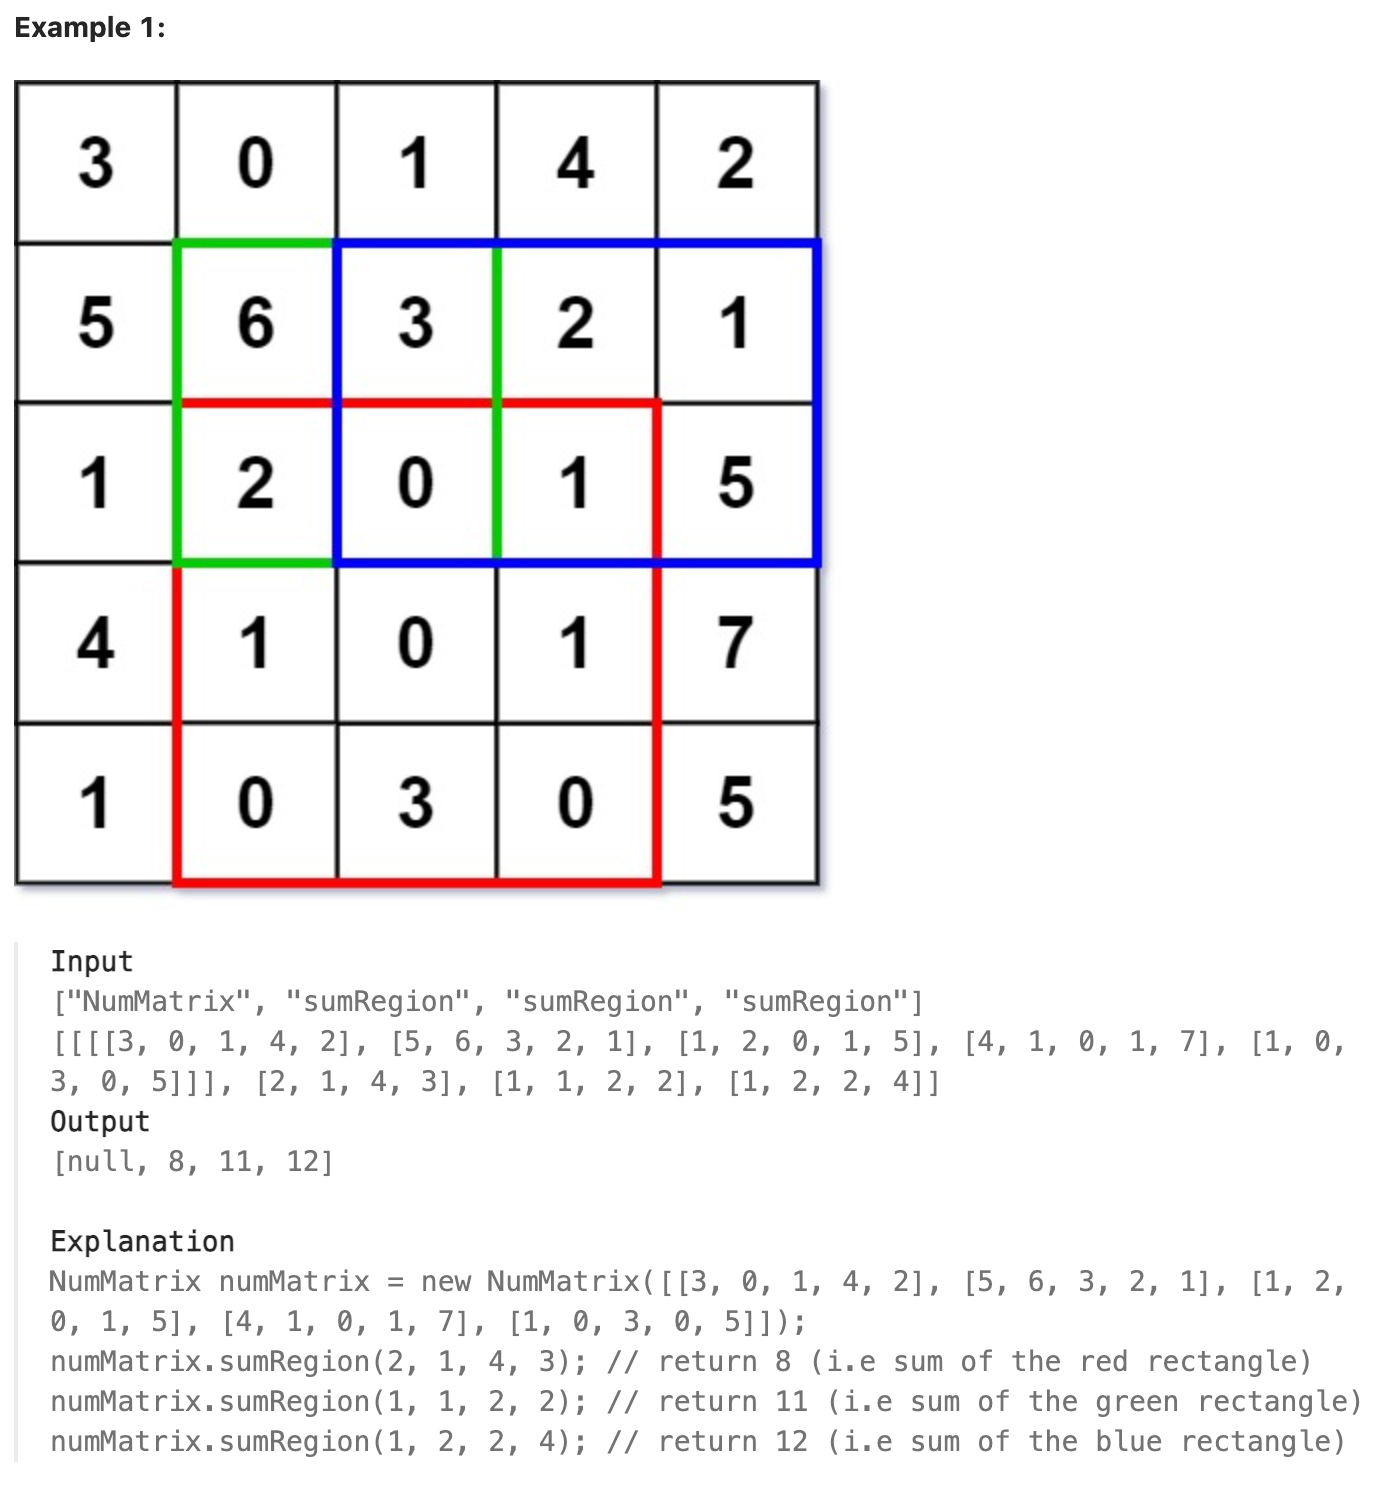 Example 1:
3 0 1 4 2
5 6 3 2 1
1 2 0 1 5
4 1 0 1 7
1 0 3 0 5
Input
["NumMatrix", "sumRegion", "sumRegion", "sumRegion"]
[[[[3, 0, 1, 4, 2], [5, 6, 3, 2, 1], [1, 2, 0, 1, 5], [4, 1, 0, 1, 7], [1, 0,
3, 0, 5]]], [2, 1, 4, 3], [1, 1, 2, 2], [1, 2, 2, 4]]
Output
[null, 8, 11, 12]
Explanation
NumMatrix numMatrix = new NumMatrix([[3, 0, 1, 4, 2], [5, 6, 3, 2, 1], [1, 2,
0, 1, 5], [4, 1, 0, 1, 7], [1, 0, 3, 0, 5]]);
numMatrix.sumRegion(2, 1, 4, 3); // return 8 (i.e sum of the red rectangle)
numMatrix.sumRegion(1, 1, 2, 2); // return 11 (i.e sum of the green rectangle)
numMatrix.sumRegion(1, 2, 2, 4); // return 12 (i.e sum of the blue rectangle)